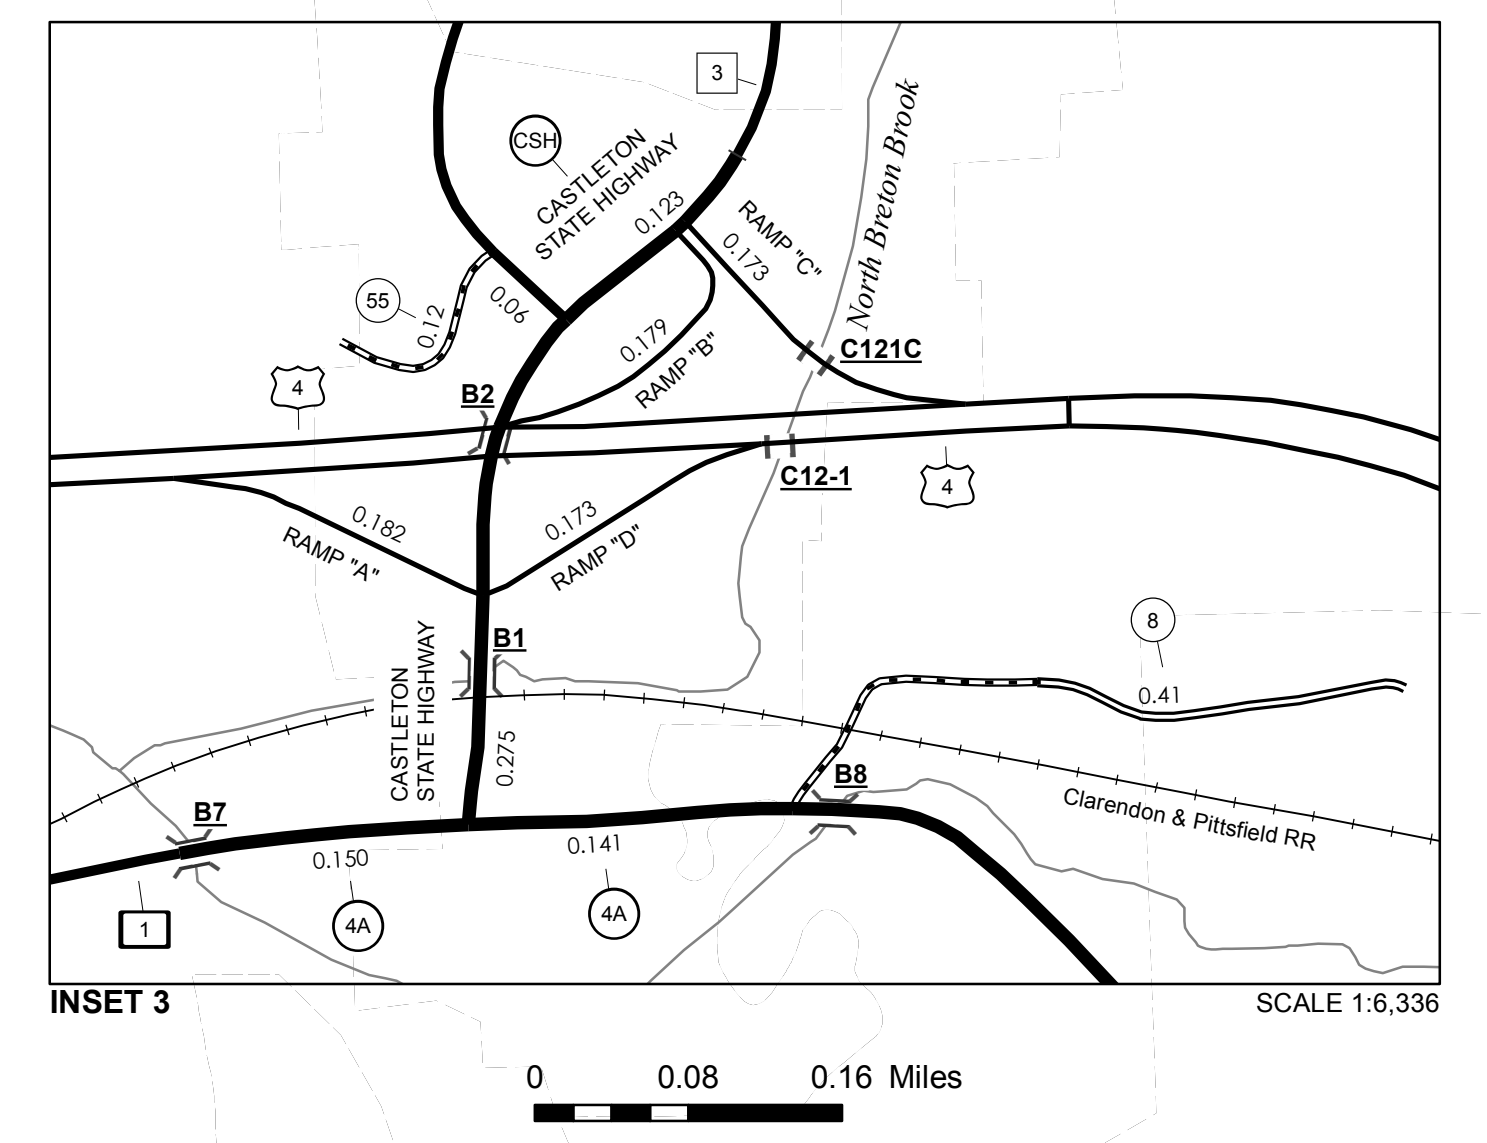 3
CSH
CASTLETON
STATE HIGHWAY
0.123
North Breton Brook
RAMP "C"
0.173
55
0.12
0.06
0.179
RAMP "B"
C121C
4
B2
C12-1
4
0.182
RAMP "A"
0.173
RAMP "D"
8
0.41
B1
CASTLETON
STATE HIGHWAY
0.275
B8
Clarendon & Pittsfield RR
B7
0.150
0.141
1
4A
4A
INSET 3
SCALE 1:6,336
0 0.08 0.16 Miles